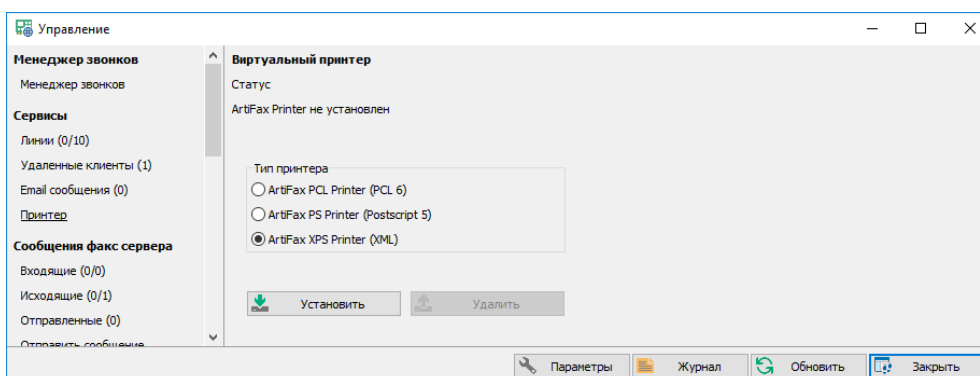 Управление
Менеджер звонков
Менеджер звонков
Сервисы
Линии (0/10)
Удаленные клиенты (1)
Email сообщения (0)
Принтер
Сообщения факс сервера
Входящие (0/0)
Исходящие (0/1)
Отправленные (0)
Отправить сообщение
Виртуальный принтер
Статус
ArtiFax Printer не установлен
Тип принтера
ArtiFax PCL Printer (PCL 6)
ArtiFax PS Printer (Postscript 5)
ArtiFax XPS Printer (XML)
Установить Удалить
Параметры Журнал Обновить Закрыть